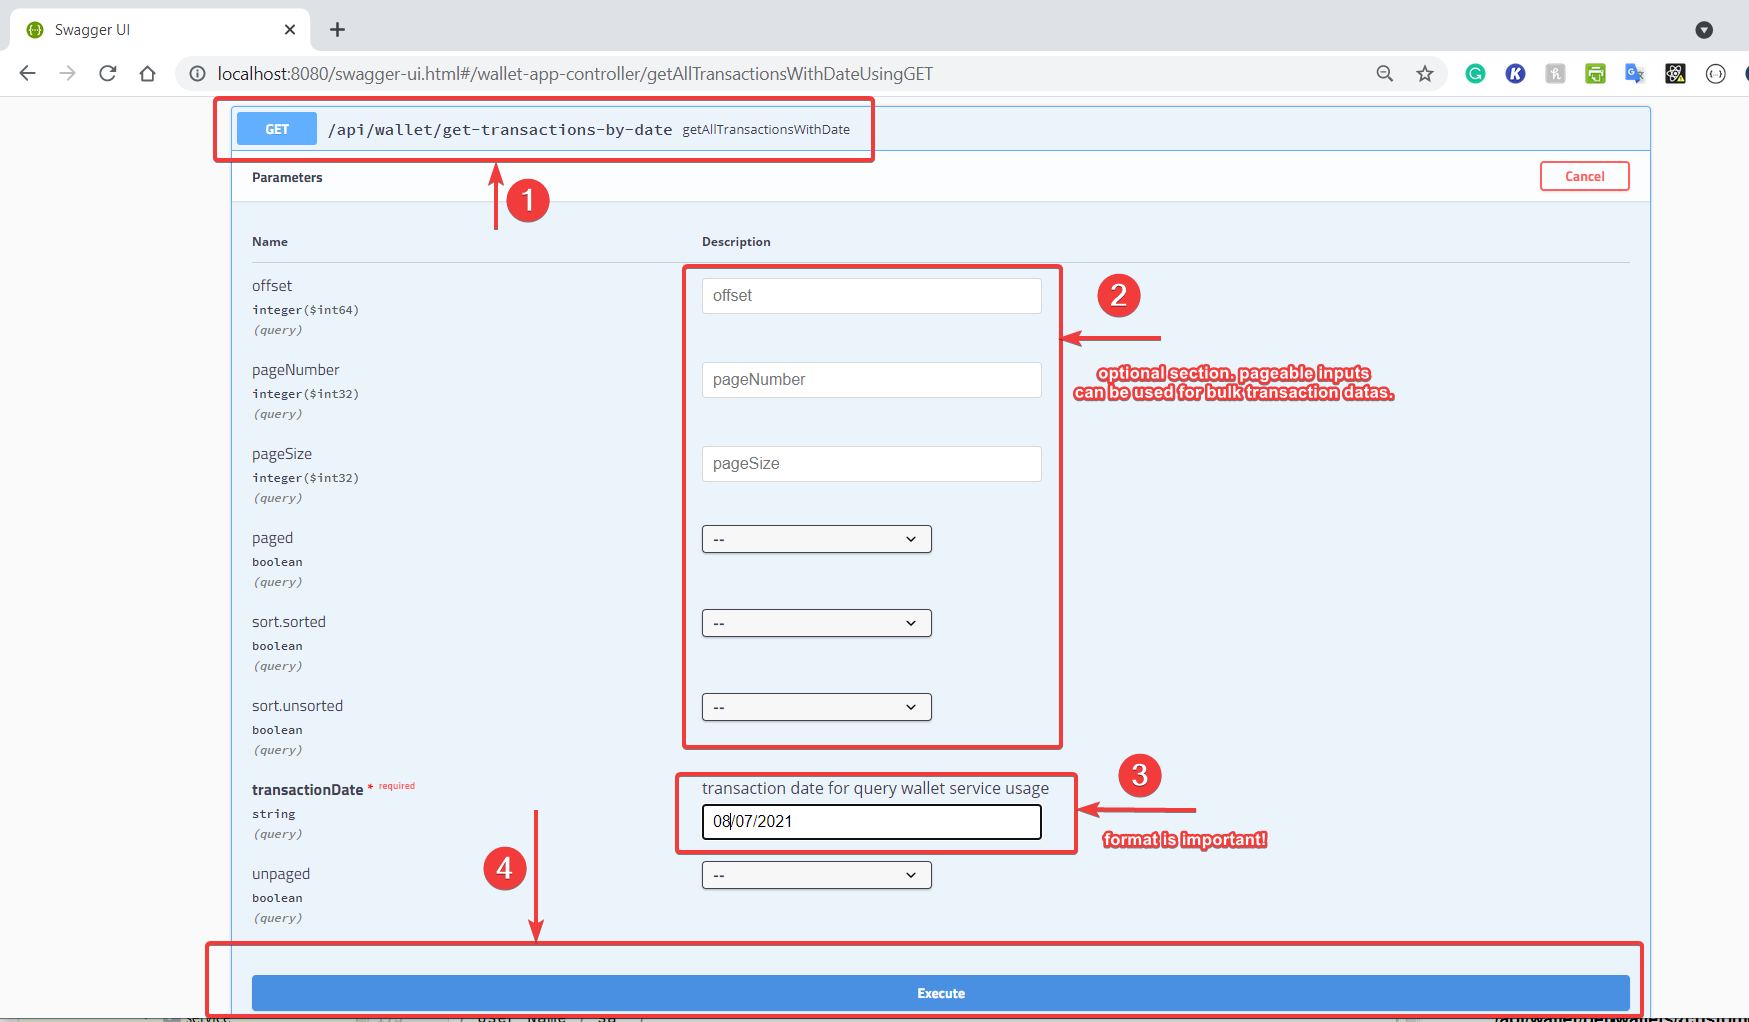 Swagger UI
localhost:8080/swagger-ui.html#/wallet-app-controller/getAllTransactionsWithDateUsingGET
GET /api/wallet/get-transactions-by-date getAllTransactionsWithDate
Parameters
Cancel
1
Name Description
offset
integer($int64)
(query)
offset
2
pageNumber
integer($int32)
(query)
pageNumber
optional section. pageable inputs
can be used for bulk transaction datas.
pageSize
integer($int32)
(query)
pageSize
paged
boolean
(query)
--
sort.sorted
boolean
(query)
--
sort.unsorted
boolean
(query)
--
transactionDate * required
string
(query)
transaction date for query wallet service usage
08/07/2021
3
format is important!
4
unpaged
boolean
(query)
--
Execute
service